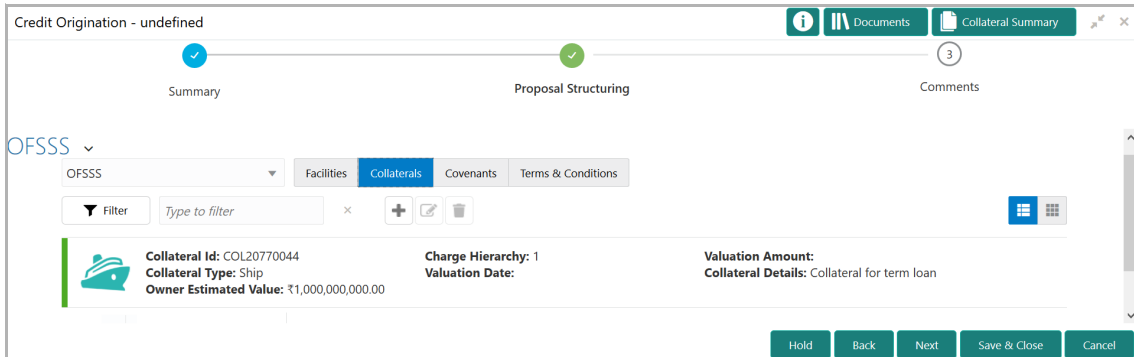 Credit Origination - undefined
Documents
Collateral Summary
3
Summary
Proposal Structuring
Comments
OFSSS
OFSSS
Facilities
Collaterals
Covenants
Terms & Conditions
Filter
Type to filter
Collateral Id: COL20770044
Charge Hierarchy: 1
Valuation Amount:
Collateral Type: Ship
Valuation Date:
Collateral Details: Collateral for term loan
Owner Estimated Value: ₹1,000,000,000.00
Hold
Back
Next
Save & Close
Cancel